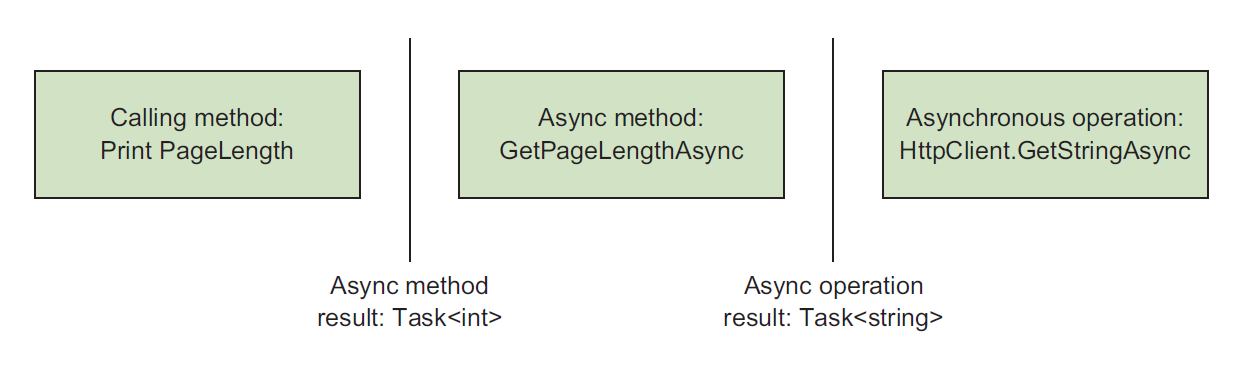 Calling method:
Print PageLength
Async method:
GetPageLengthAsync
Asynchronous operation:
HttpClient.GetStringAsync
Async method
result: Task<int>
Async operation
result: Task<string>